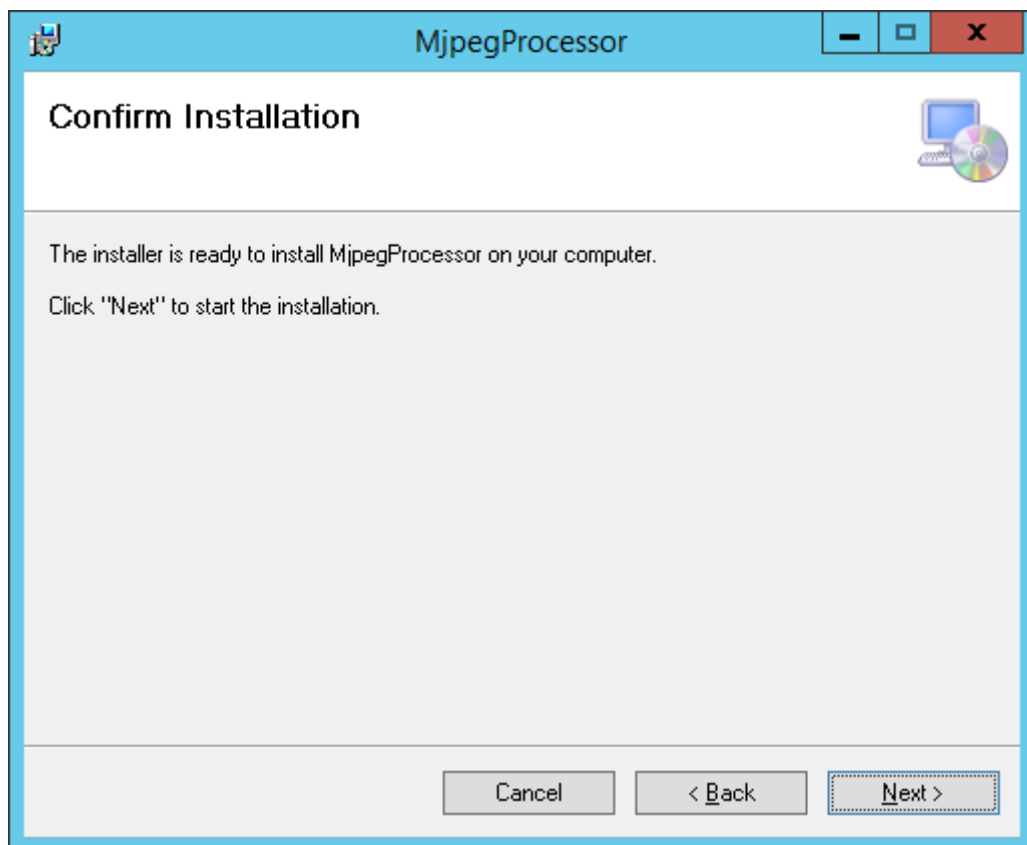 MjpegProcessor
Confirm Installation
The installer is ready to install MjpegProcessor on your computer.
Click "Next" to start the installation.
Cancel
< Back
Next >